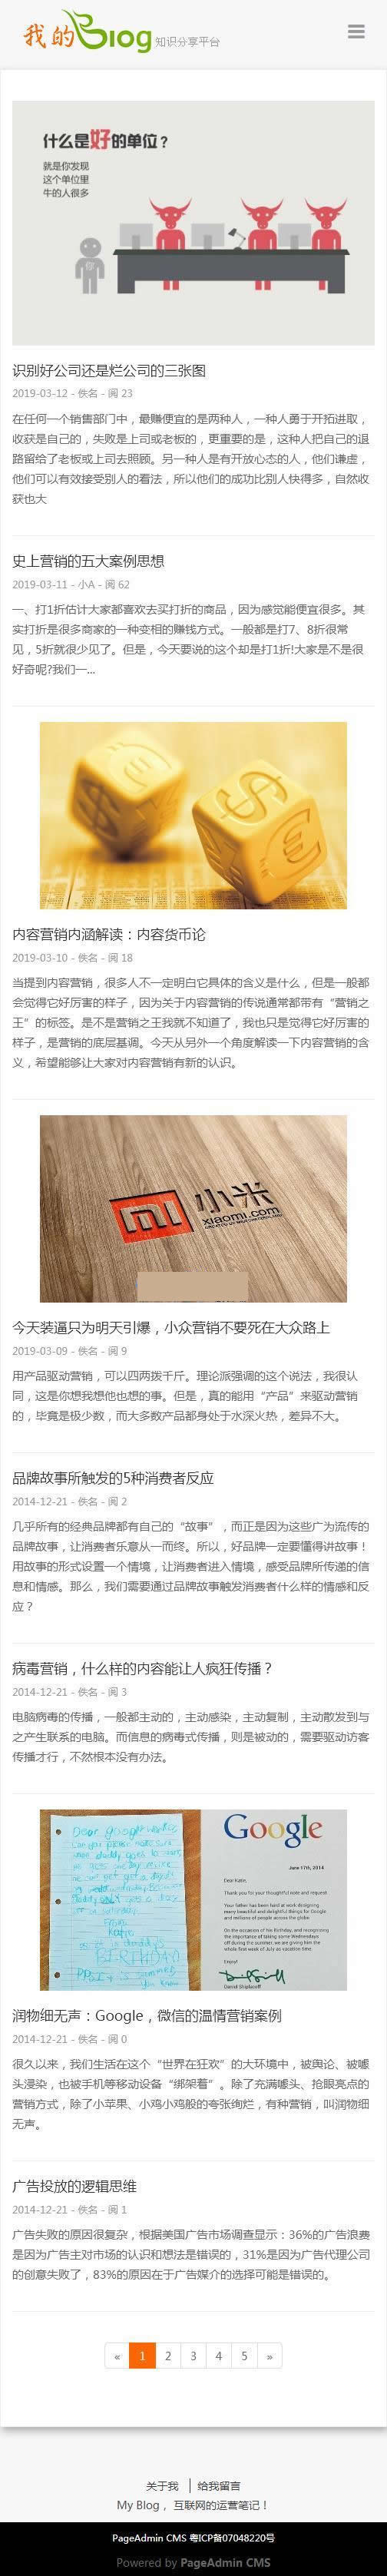 我的Blog 知识分享平台
什么是好的单位？
就是你发现
这个单位里
牛的人很多
识别好公司还是烂公司的三张图
2019-03-12 - 佚名 - 阅 23
在任何一个销售部门中，最赚便宜的是两种人，一种人勇于开拓进取，
收获是自己的，失败是上司或老板的，更重要的是，这种人把自己的退
路留给了老板或上司去照顾。另一种人是有开放心态的人，他们谦虚，
他们可以有效接受别人的看法，所以他们的成功比别人快得多，自然收
获也大
史上营销的五大案例思想
2019-03-11 - 小A - 阅 62
一、打1折估计大家都喜欢去买打折的商品，因为感觉能便宜很多。其
实打折是很多商家的一种变相的赚钱方式。一般都是打7、8折很常
见，5折就很少见了。但是，今天要说的这个却是打1折!大家是不是很
好奇呢?我们一...
内容营销内涵解读：内容货币论
2019-03-10 - 佚名 - 阅 18
当提到内容营销，很多人不一定明白它具体的含义是什么，但是一般都
会觉得它好厉害的样子，因为关于内容营销的传说通常都带有“营销之
王”的标签。是不是营销之王我就不知道了，我也只是觉得它好厉害的
样子，是营销的底层基调。今天从另外一个角度解读一下内容营销的含
义，希望能够让大家对内容营销有新的认识。
小米
xiaomi.com
今天装逼只为明天引爆，小众营销不要死在大众路上
2019-03-09 - 佚名 - 阅 9
用产品驱动营销，可以四两拨千斤。理论派强调的这个说法，我很认
同，这是你想我想他也想的事。但是，真的能用“产品”来驱动营销
的，毕竟是极少数，而大多数产品都身处于水深火热，差异不大。
品牌故事所触发的5种消费者反应
2014-12-21 - 佚名 - 阅 2
几乎所有的经典品牌都有自己的“故事”，而正是因为这些广为流传的
品牌故事，让消费者乐意从一而终。所以，好品牌一定要懂得讲故事！
用故事的形式设置一个情境，让消费者进入情境，感受品牌所传递的信
息和情感。那么，我们需要通过品牌故事触发消费者什么样的情感和反
应？
病毒营销，什么样的内容能让人疯狂传播？
2014-12-21 - 佚名 - 阅 3
电脑病毒的传播，一般都主动的，主动感染，主动复制，主动散发到与
之产生联系的电脑。而信息的病毒式传播，则是被动的，需要驱动访客
传播才行，不然根本没有办法。
Google
June 17th, 2014
Dear Katie,
Thank you for your thoughtful note and request.
润物细无声：Google，微信的温情营销案例
2014-12-21 - 佚名 - 阅 0
很久以来，我们生活在这个“世界在狂欢”的大环境中，被舆论、被噱
头浸染，也被手机等移动设备“绑架着”。除了充满噱头、抢眼亮点的
营销方式，除了小苹果、小鸡小鸡般的夸张绚烂，有种营销，叫润物细
无声。
广告投放的逻辑思维
2014-12-21 - 佚名 - 阅 1
广告失败的原因很复杂，根据美国广告市场调查显示：36%的广告浪费
是因为广告主对市场的认识和想法是错误的，31%是因为广告代理公司
的创意失败了，83%的原因在于广告媒介的选择可能是错误的。
« 1 2 3 4 5 »
关于我 | 给我留言
My Blog， 互联网的运营笔记！
PageAdmin CMS 粤ICP备07048220号
Powered by PageAdmin CMS